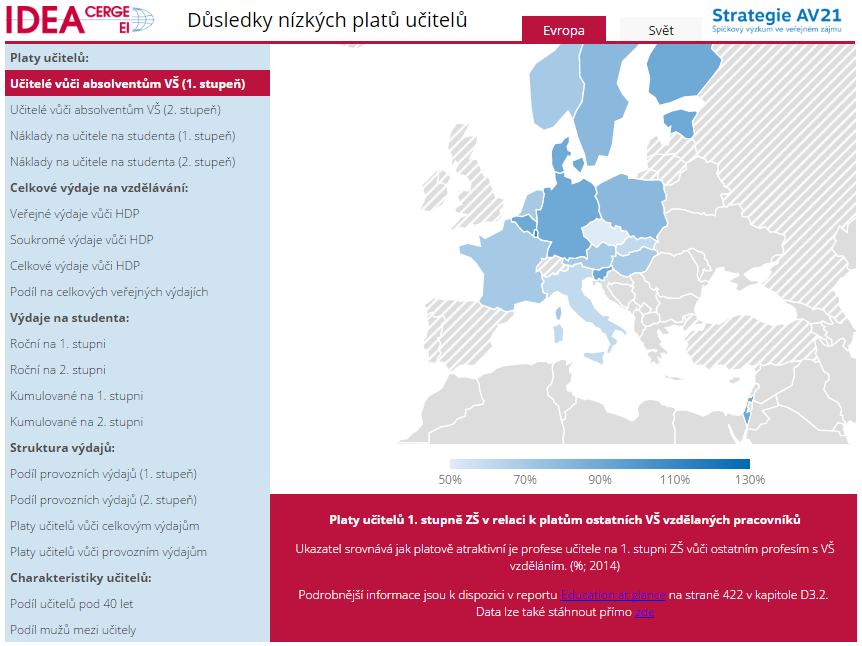 IDEA CERGE EI
Důsledky nízkých platů učitelů
Evropa
Svět
Strategie AV21
Špičkový výzkum ve veřejném zájmu
Platy učitelů:
Učitelé vůči absolventům VŠ (1. stupeň)
Učitelé vůči absolventům VŠ (2. stupeň)
Náklady na učitele na studenta (1. stupeň)
Náklady na učitele na studenta (2. stupeň)
Celkové výdaje na vzdělávání:
Veřejné výdaje vůči HDP
Soukromé výdaje vůči HDP
Celkové výdaje vůči HDP
Podíl na celkových veřejných výdajích
Výdaje na studenta:
Roční na 1. stupni
Roční na 2. stupni
Kumulované na 1. stupni
Kumulované na 2. stupni
Struktura výdajů:
Podíl provozních výdajů (1. stupeň)
Podíl provozních výdajů (2. stupeň)
Platy učitelů vůči celkovým výdajům
Platy učitelů vůči provozním výdajům
Charakteristiky učitelů:
Podíl učitelů pod 40 let
Podíl mužů mezi učitely
50% 70% 90% 110% 130%
Platy učitelů 1. stupně ZŠ v relaci k platům ostatních VŠ vzdělaných pracovníků
Ukazatel srovnává jak platově atraktivní je profese učitele na 1. stupni ZŠ vůči ostatním profesím s VŠ
vzděláním. (%; 2014)
Podrobnější informace jsou k dispozici v reportu Education at glance na straně 422 v kapitole D3.2.
Data lze také stáhnout přímo zde